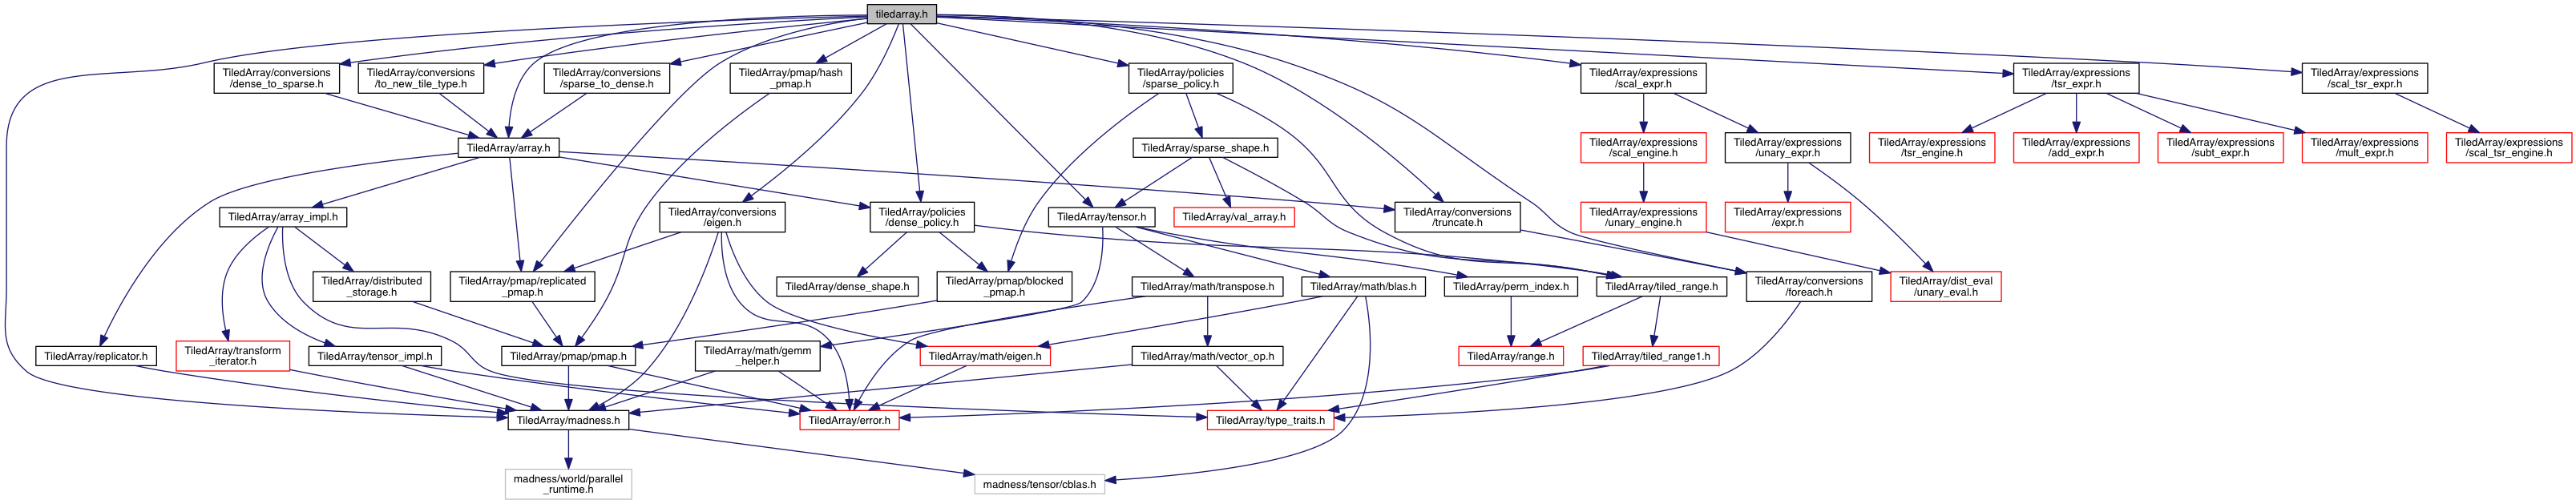 tiledarray.h
TiledArray/conversions
/dense_to_sparse.h
TiledArray/conversions
/to_new_tile_type.h
TiledArray/conversions
/sparse_to_dense.h
TiledArray/pmap/hash
_pmap.h
TiledArray/policies
/sparse_policy.h
TiledArray/expressions
/scal_expr.h
TiledArray/expressions
/tsr_expr.h
TiledArray/expressions
/scal_tsr_expr.h
TiledArray/array.h
TiledArray/sparse_shape.h
TiledArray/expressions
/scal_engine.h
TiledArray/expressions
/unary_expr.h
TiledArray/expressions
/tsr_engine.h
TiledArray/expressions
/add_expr.h
TiledArray/expressions
/subt_expr.h
TiledArray/expressions
/mult_expr.h
TiledArray/expressions
/scal_tsr_engine.h
TiledArray/array_impl.h
TiledArray/conversions
/eigen.h
TiledArray/policies
/dense_policy.h
TiledArray/tensor.h
TiledArray/val_array.h
TiledArray/conversions
/truncate.h
TiledArray/expressions
/unary_engine.h
TiledArray/expressions
/expr.h
TiledArray/distributed
_storage.h
TiledArray/pmap/replicated
_pmap.h
TiledArray/dense_shape.h
TiledArray/pmap/blocked
_pmap.h
TiledArray/math/transpose.h
TiledArray/math/blas.h
TiledArray/perm_index.h
TiledArray/tiled_range.h
TiledArray/conversions
/foreach.h
TiledArray/dist_eval
/unary_eval.h
TiledArray/replicator.h
TiledArray/transform
_iterator.h
TiledArray/tensor_impl.h
TiledArray/pmap/pmap.h
TiledArray/math/gemm
_helper.h
TiledArray/math/eigen.h
TiledArray/math/vector_op.h
TiledArray/range.h
TiledArray/tiled_range1.h
TiledArray/madness.h
TiledArray/error.h
TiledArray/type_traits.h
madness/world/parallel
_runtime.h
madness/tensor/cblas.h